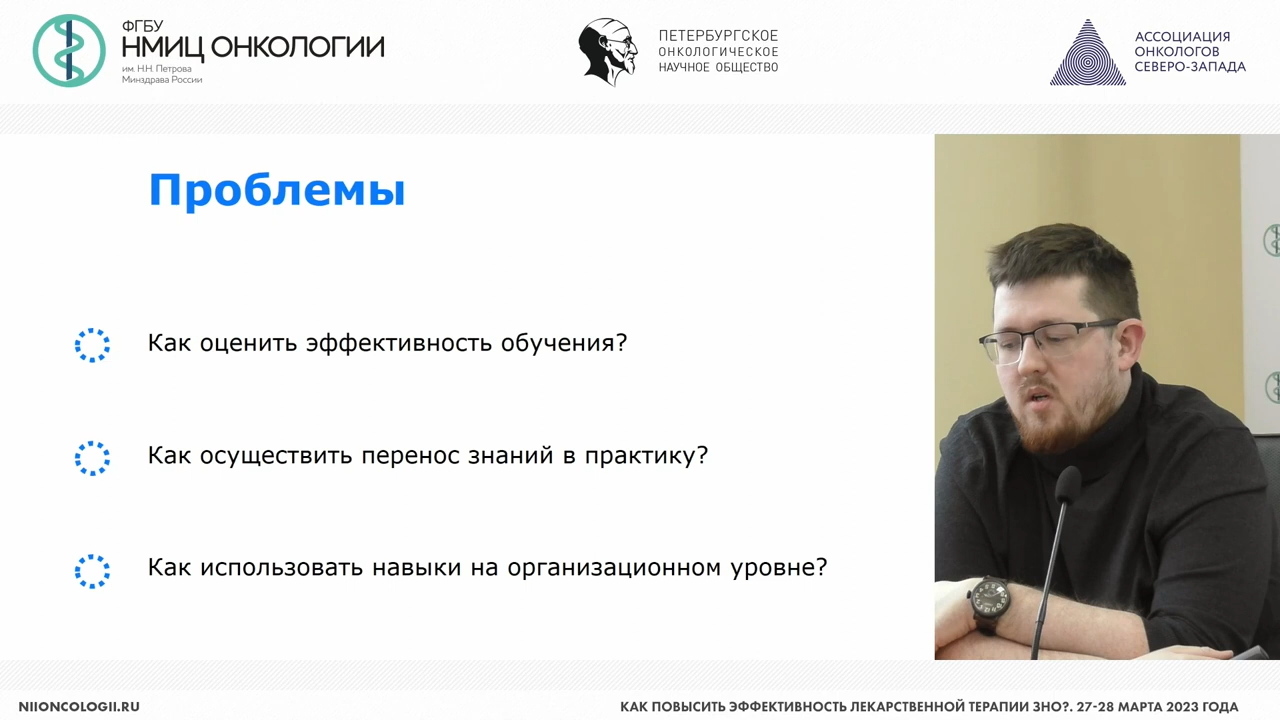 ФГБУ
НМИЦ ОНКОЛОГИИ
им. Н.Н. Петрова
Минздрава России
ПЕТЕРБУРГСКОЕ
ОНКОЛОГИЧЕСКОЕ
НАУЧНОЕ ОБЩЕСТВО
АССОЦИАЦИЯ
ОНКОЛОГОВ
СЕВЕРО-ЗАПАДА
Проблемы
Как оценить эффективность обучения?
Как осуществить перенос знаний в практику?
Как использовать навыки на организационном уровне?
NIIONCOLOGII.RU
КАК ПОВЫСИТЬ ЭФФЕКТИВНОСТЬ ЛЕКАРСТВЕННОЙ ТЕРАПИИ ЗНО?. 27-28 МАРТА 2023 ГОДА